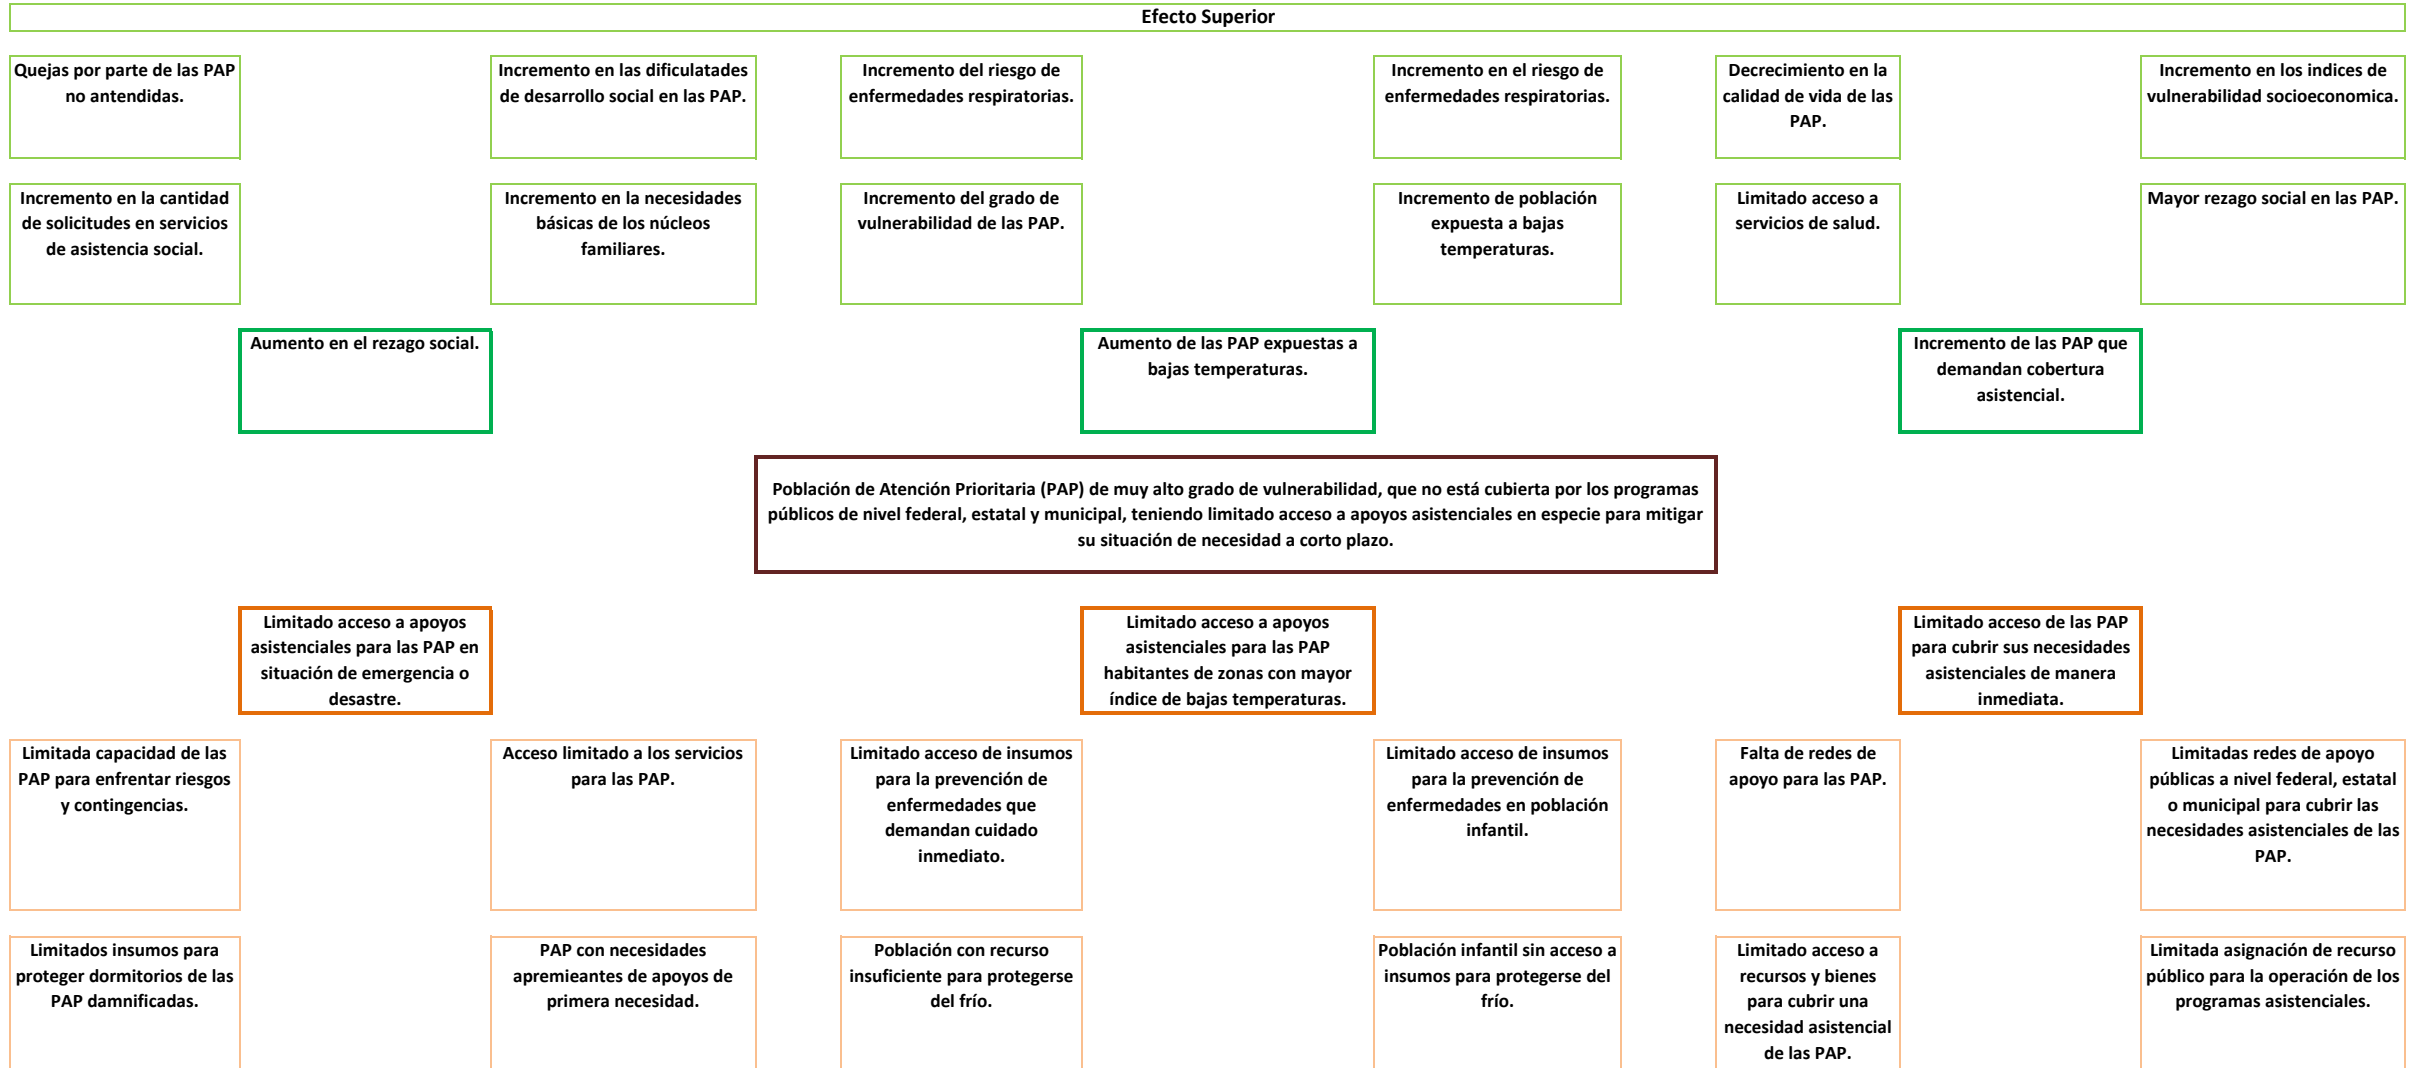 Efecto Superior
Quejas por parte de las PAP
no antendidas.
Incremento en las dificulatades
de desarrollo social en las PAP.
Incremento del riesgo de
enfermedades respiratorias.
Incremento en el riesgo de
enfermedades respiratorias.
Decrecimiento en la
calidad de vida de las
PAP.
Incremento en los indices de
vulnerabilidad socioeconomica.
Incremento en la cantidad
de solicitudes en servicios
de asistencia social.
Incremento en la necesidades
básicas de los núcleos
familiares.
Incremento del grado de
vulnerabilidad de las PAP.
Incremento de población
expuesta a bajas
temperaturas.
Limitado acceso a
servicios de salud.
Mayor rezago social en las PAP.
Aumento en el rezago social.
Aumento de las PAP expuestas a
bajas temperaturas.
Incremento de las PAP que
demandan cobertura
asistencial.
Población de Atención Prioritaria (PAP) de muy alto grado de vulnerabilidad, que no está cubierta por los programas
públicos de nivel federal, estatal y municipal, teniendo limitado acceso a apoyos asistenciales en especie para mitigar
su situación de necesidad a corto plazo.
Limitado acceso a apoyos
asistenciales para las PAP en
situación de emergencia o
desastre.
Limitado acceso a apoyos
asistenciales para las PAP
habitantes de zonas con mayor
índice de bajas temperaturas.
Limitado acceso de las PAP
para cubrir sus necesidades
asistenciales de manera
inmediata.
Limitada capacidad de las
PAP para enfrentar riesgos
y contingencias.
Acceso limitado a los servicios
para las PAP.
Limitado acceso de insumos
para la prevención de
enfermedades que
demandan cuidado
inmediato.
Limitado acceso de insumos
para la prevención de
enfermedades en población
infantil.
Falta de redes de
apoyo para las PAP.
Limitadas redes de apoyo
públicas a nivel federal, estatal
o municipal para cubrir las
necesidades asistenciales de las
PAP.
Limitados insumos para
proteger dormitorios de las
PAP damnificadas.
PAP con necesidades
apremieantes de apoyos de
primera necesidad.
Población con recurso
insuficiente para protegerse
del frío.
Población infantil sin acceso a
insumos para protegerse del
frío.
Limitado acceso a
recursos y bienes
para cubrir una
necesidad asistencial
de las PAP.
Limitada asignación de recurso
público para la operación de los
programas asistenciales.